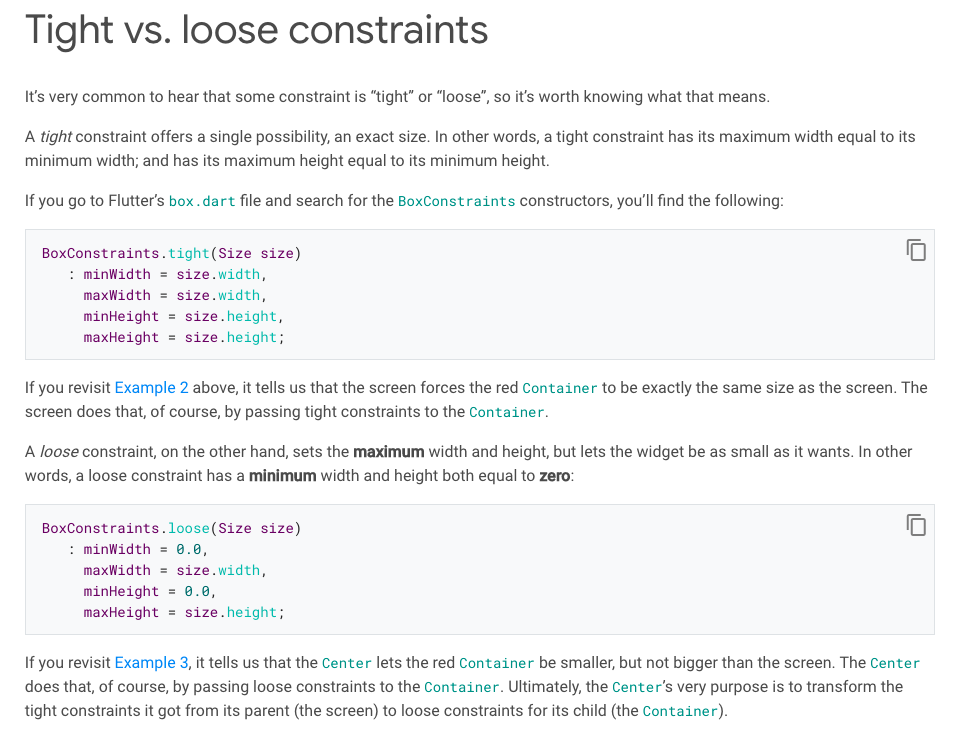 Tight vs. loose constraints
It’s very common to hear that some constraint is “tight” or “loose”, so it’s worth knowing what that means.
A tight constraint offers a single possibility, an exact size. In other words, a tight constraint has its maximum width equal to its
minimum width; and has its maximum height equal to its minimum height.
If you go to Flutter’s box.dart file and search for the BoxConstraints constructors, you’ll find the following:
BoxConstraints.tight(Size size)
   : minWidth = size.width,
     maxWidth = size.width,
     minHeight = size.height,
     maxHeight = size.height;
If you revisit Example 2 above, it tells us that the screen forces the red Container to be exactly the same size as the screen. The
screen does that, of course, by passing tight constraints to the Container.
A loose constraint, on the other hand, sets the maximum width and height, but lets the widget be as small as it wants. In other
words, a loose constraint has a minimum width and height both equal to zero:
BoxConstraints.loose(Size size)
   : minWidth = 0.0,
     maxWidth = size.width,
     minHeight = 0.0,
     maxHeight = size.height;
If you revisit Example 3, it tells us that the Center lets the red Container be smaller, but not bigger than the screen. The Center
does that, of course, by passing loose constraints to the Container. Ultimately, the Center’s very purpose is to transform the
tight constraints it got from its parent (the screen) to loose constraints for its child (the Container).